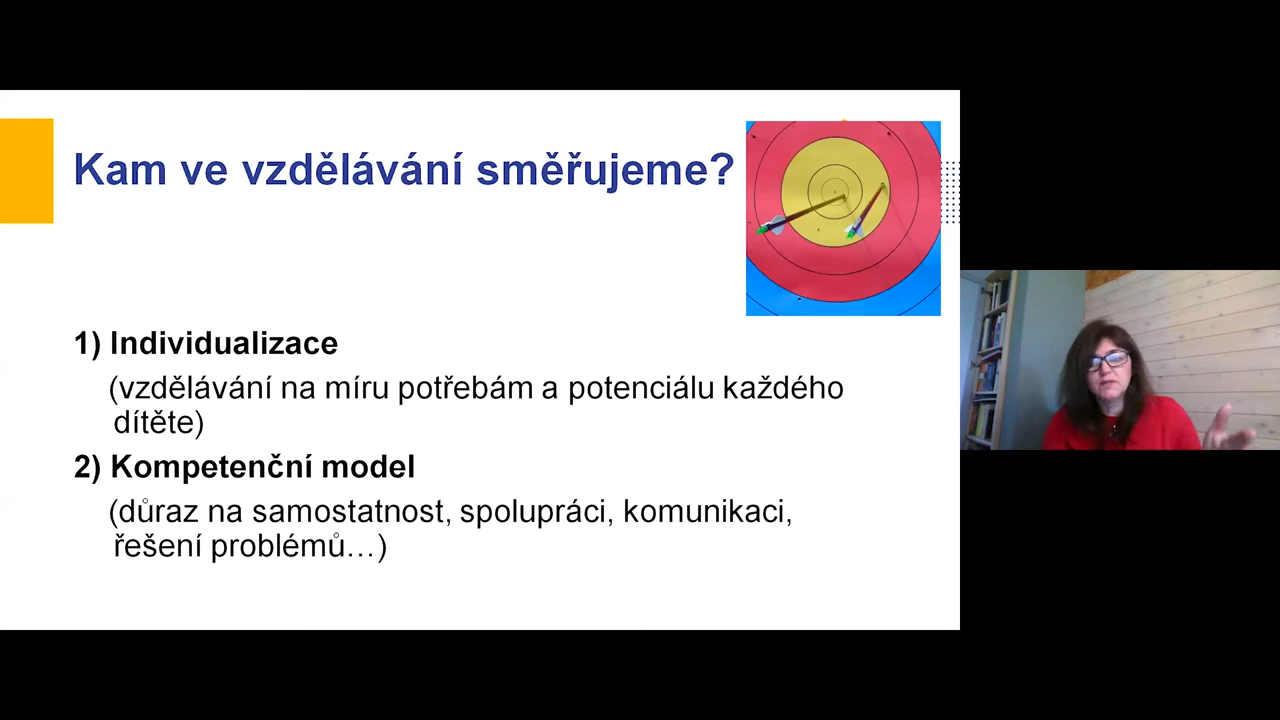 Kam ve vzdělávání směřujeme?
1) Individualizace
(vzdělávání na míru potřebám a potenciálu každého
dítěte)
2) Kompetenční model
(důraz na samostatnost, spolupráci, komunikaci,
řešení problémů…)